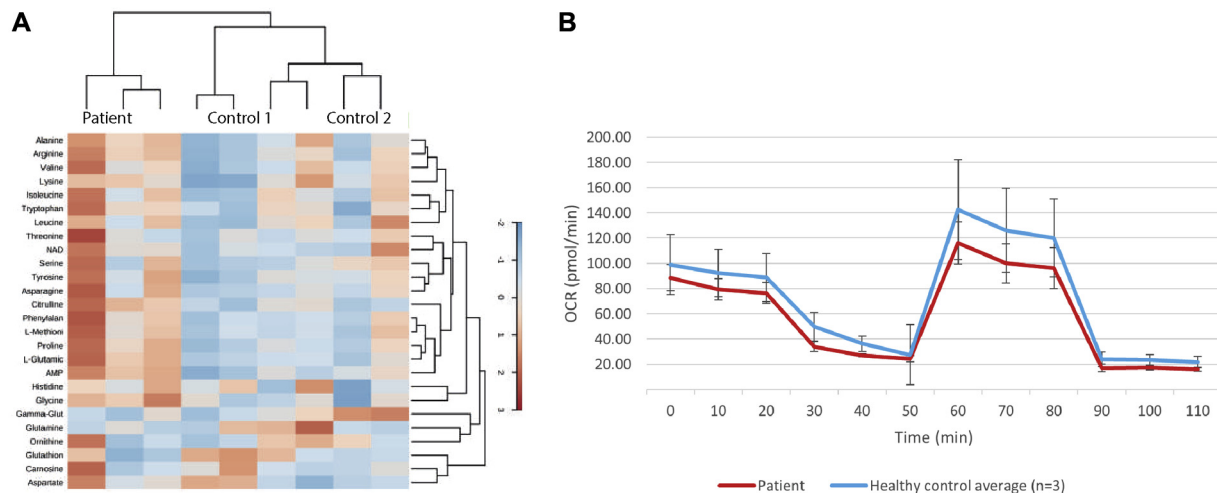 A
Patient Control 1 Control 2
Alanine
Arginine
Valine
Lysine
Isoleucine
Tryptophan
Leucine
Threonine
NAD
Serine
Tyrosine
Asparagine
Citrulline
Phenylalan
L-Methioni
Proline
L-Glutamic
AMP
Histidine
Glycine
Gamma-Glut
Glutamine
Ornithine
Glutathion
Carnosine
Aspartate
-2
-1
0
1
2
3
B
OCR (pmol/min)
200.00
180.00
160.00
140.00
120.00
100.00
80.00
60.00
40.00
20.00
0 10 20 30 40 50 60 70 80 90 100 110
Time (min)
Patient Healthy control average (n=3)